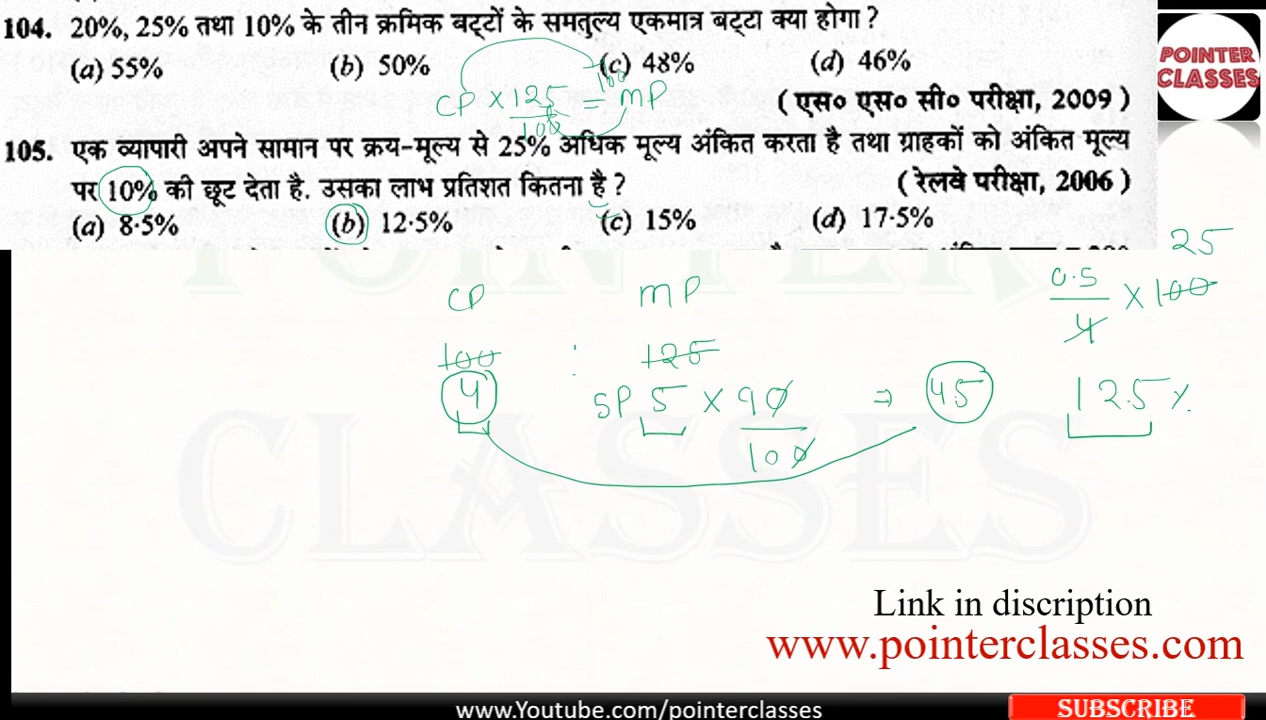 104. 20%, 25% तथा 10% के तीन क्रमिक बट्टों के समतुल्य एकमात्र बट्टा क्या होगा ?
(a) 55% (b) 50% (c) 48% (d) 46%
CP × 125 / 100 = MP 100
( एस० एस० सी० परीक्षा, 2009 )
105. एक व्यापारी अपने सामान पर क्रय-मूल्य से 25% अधिक मूल्य अंकित करता है तथा ग्राहकों को अंकित मूल्य
पर 10% की छूट देता है. उसका लाभ प्रतिशत कितना है ? ( रेलवे परीक्षा, 2006 )
(a) 8·5% (b) 12·5% (c) 15% (d) 17·5%
POINTER
CLASSES
POINTER
CLASSES
25
0.5 / 4 × 100
CP MP
100 : 125
4 SP 5 × 90 / 100 ⇒ 4.5 12.5%
Link in discription
www.pointerclasses.com
www.Youtube.com/pointerclasses
SUBSCRIBE